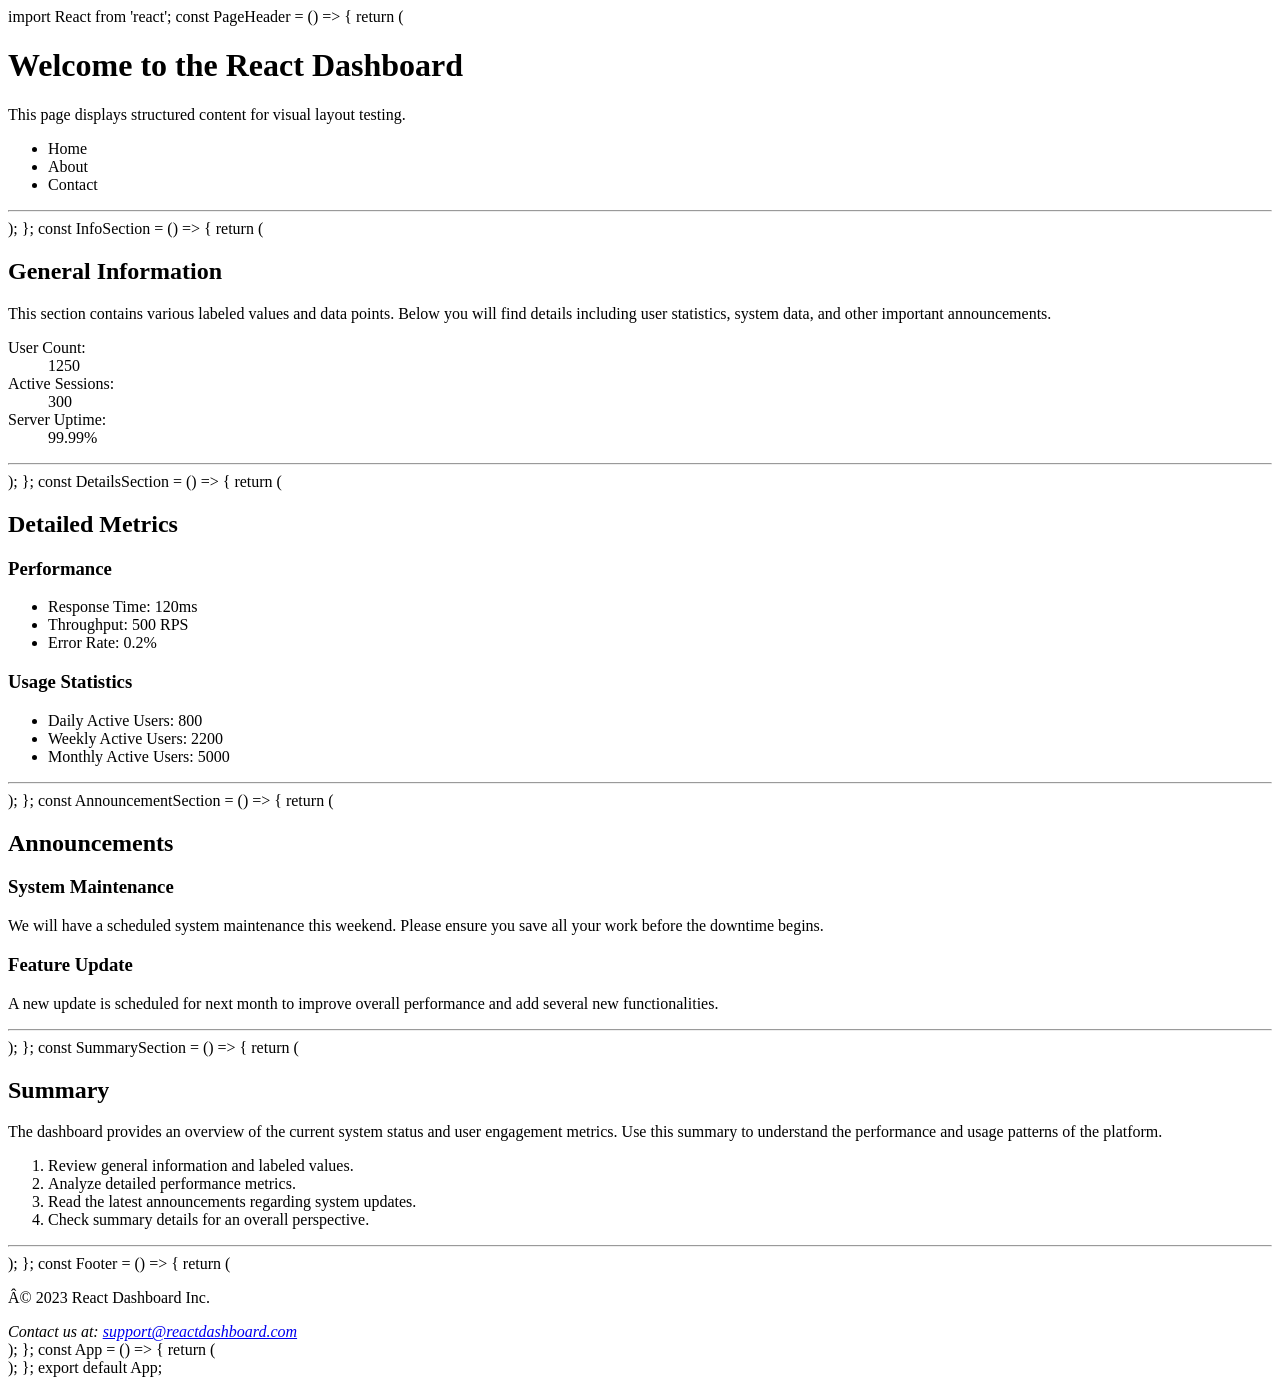 import React from 'react'; const PageHeader = () => { return (
Welcome to the React Dashboard
This page displays structured content for visual layout testing.
• Home
• About
• Contact
); }; const InfoSection = () => { return (
General Information
This section contains various labeled values and data points. Below you will find details including user statistics, system data, and other important announcements.
User Count:
1250
Active Sessions:
300
Server Uptime:
99.99%
); }; const DetailsSection = () => { return (
Detailed Metrics
Performance
• Response Time: 120ms
• Throughput: 500 RPS
• Error Rate: 0.2%
Usage Statistics
• Daily Active Users: 800
• Weekly Active Users: 2200
• Monthly Active Users: 5000
); }; const AnnouncementSection = () => { return (
Announcements
System Maintenance
We will have a scheduled system maintenance this weekend. Please ensure you save all your work before the downtime begins.
Feature Update
A new update is scheduled for next month to improve overall performance and add several new functionalities.
); }; const SummarySection = () => { return (
Summary
The dashboard provides an overview of the current system status and user engagement metrics. Use this summary to understand the performance and usage patterns of the platform.
1. Review general information and labeled values.
2. Analyze detailed performance metrics.
3. Read the latest announcements regarding system updates.
4. Check summary details for an overall perspective.
); }; const Footer = () => { return (
Â© 2023 React Dashboard Inc.
Contact us at: support@reactdashboard.com
); }; const App = () => { return (
); }; export default App;